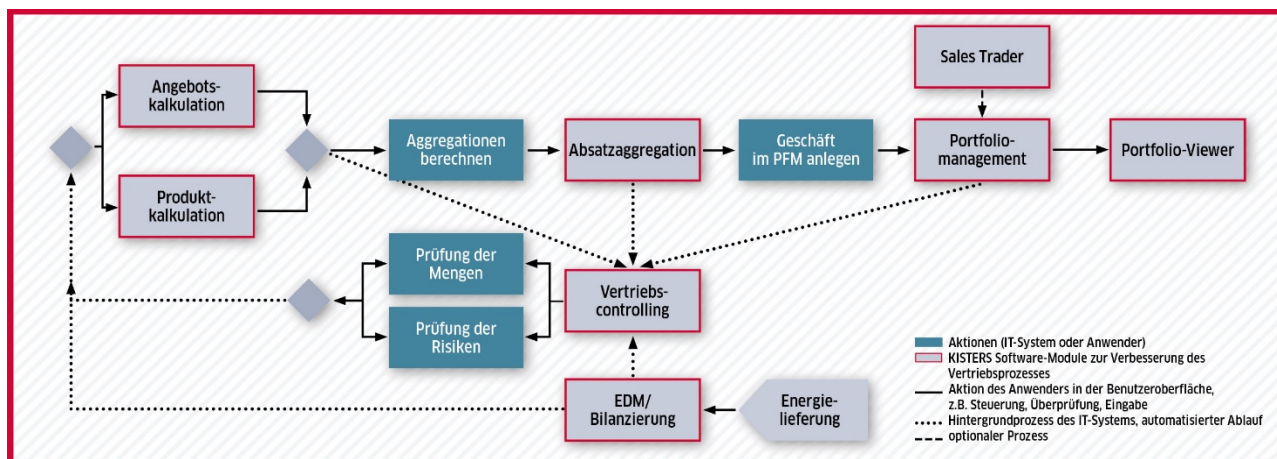 Sales Trader
Angebots-
kalkulation
Aggregationen
berechnen
Absatzaggregation
Geschäft
im PFM anlegen
Portfolio-
management
Portfolio-Viewer
Produkt-
kalkulation
Prüfung der
Mengen
Vertriebs-
controlling
Prüfung der
Risiken
EDM/
Bilanzierung
Energie-
lieferung
Aktionen (IT-System oder Anwender)
KISTERS Software-Module zur Verbesserung des
Vertriebsprozesses
Aktion des Anwenders in der Benutzeroberfläche,
z.B. Steuerung, Überprüfung, Eingabe
Hintergrundprozess des IT-Systems, automatisierter Ablauf
optionaler Prozess